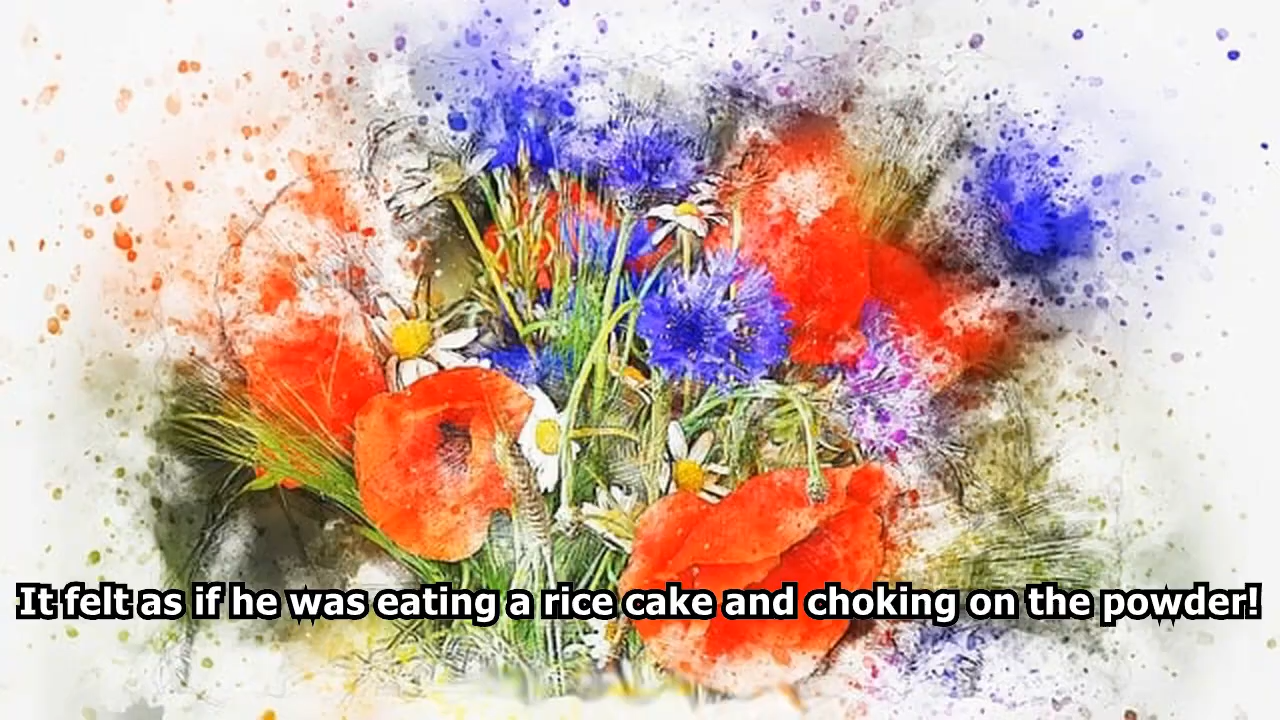 It felt as if he was eating a rice cake and choking on the powder!